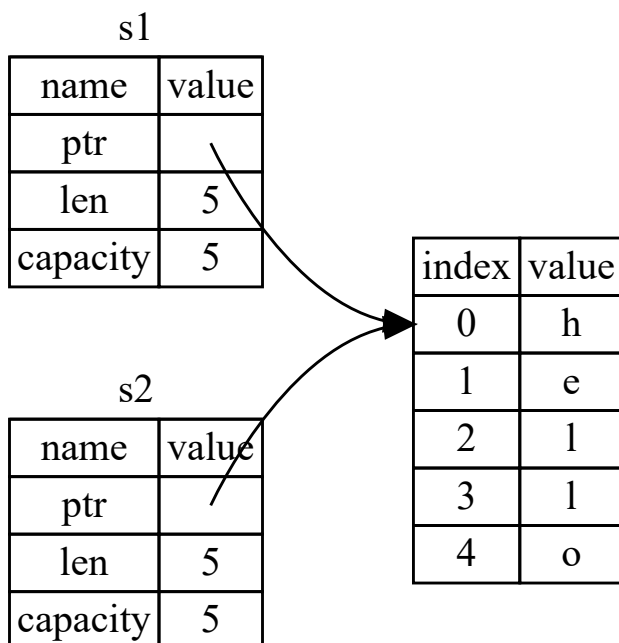 s1
name value
ptr
len 5
capacity 5
s2
name value
ptr
len 5
capacity 5
index value
0 h
1 e
2 l
3 l
4 o